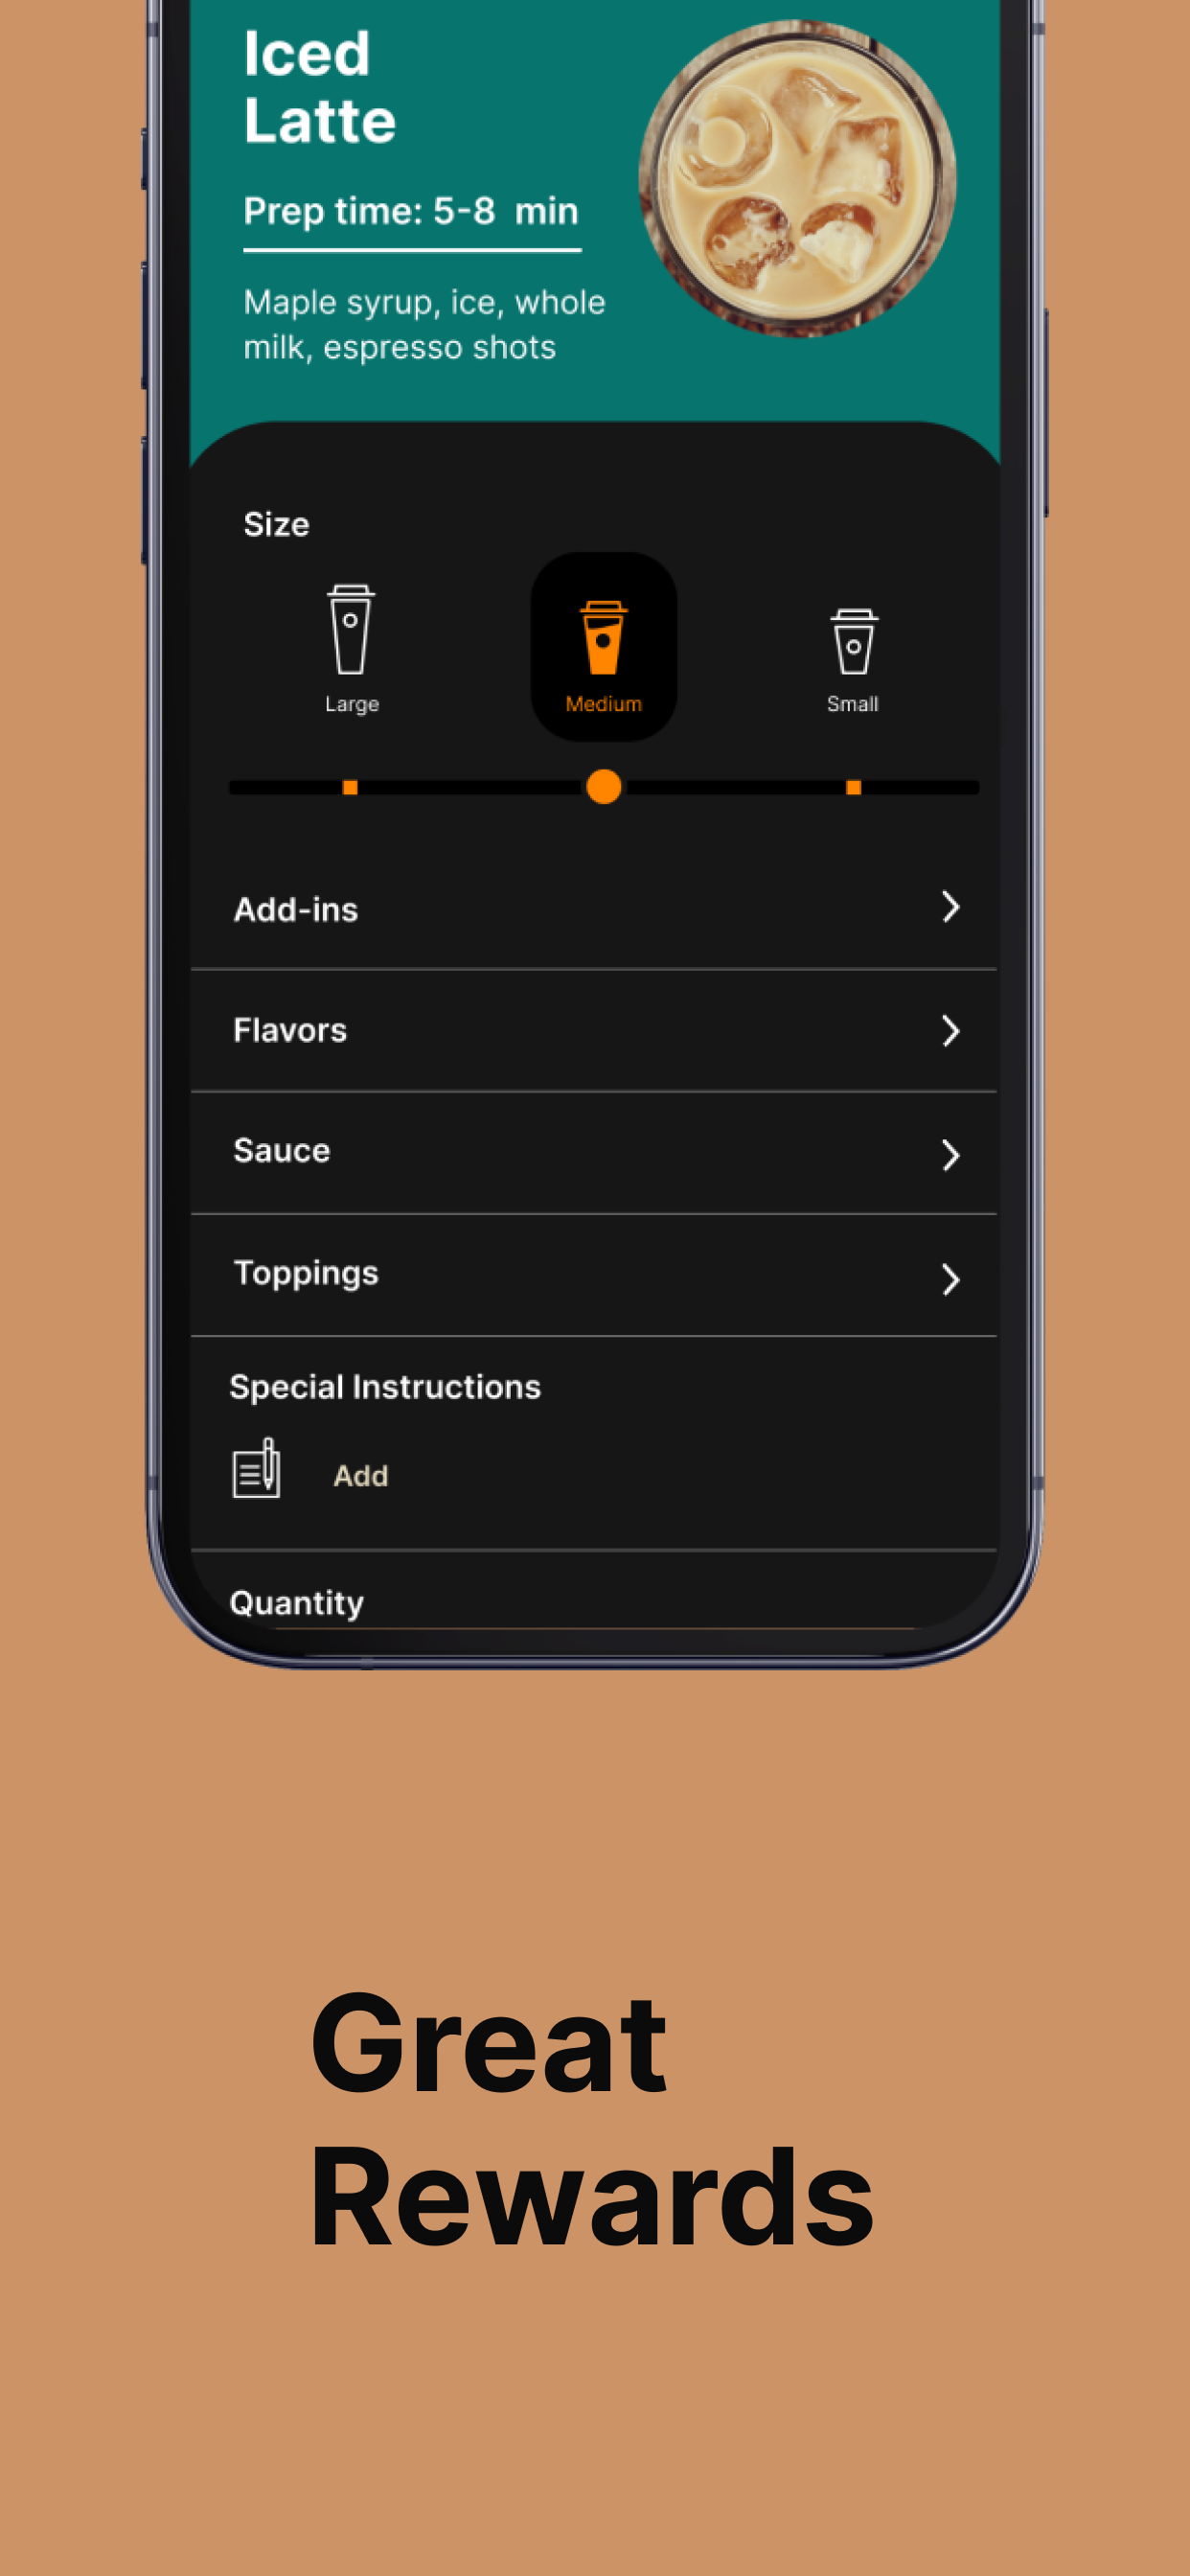 Iced
Latte
Prep time: 5-8 min
Maple syrup, ice, whole
milk, espresso shots
Size
Large
Medium
Small
Add-ins
Flavors
Sauce
Toppings
Special Instructions
Add
Quantity
Great
Rewards